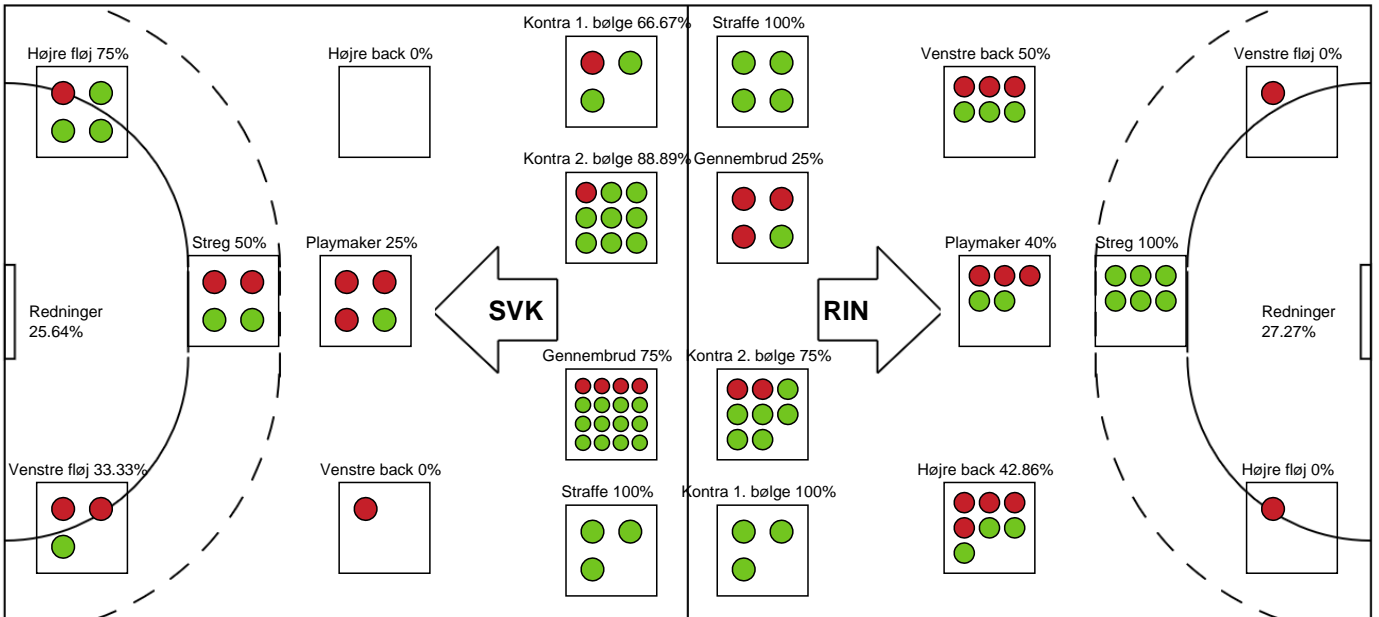 Kontra 1. bølge 66.67%
Straffe 100%
Højre fløj 75%
Højre back 0%
Venstre back 50%
Venstre fløj 0%
Kontra 2. bølge 88.89%
Gennembrud 25%
Streg 50%
Playmaker 25%
Playmaker 40%
Streg 100%
Redninger
25.64%
SVK
RIN
Redninger
27.27%
Gennembrud 75%
Kontra 2. bølge 75%
Venstre fløj 33.33%
Venstre back 0%
Højre back 42.86%
Højre fløj 0%
Straffe 100%
Kontra 1. bølge 100%